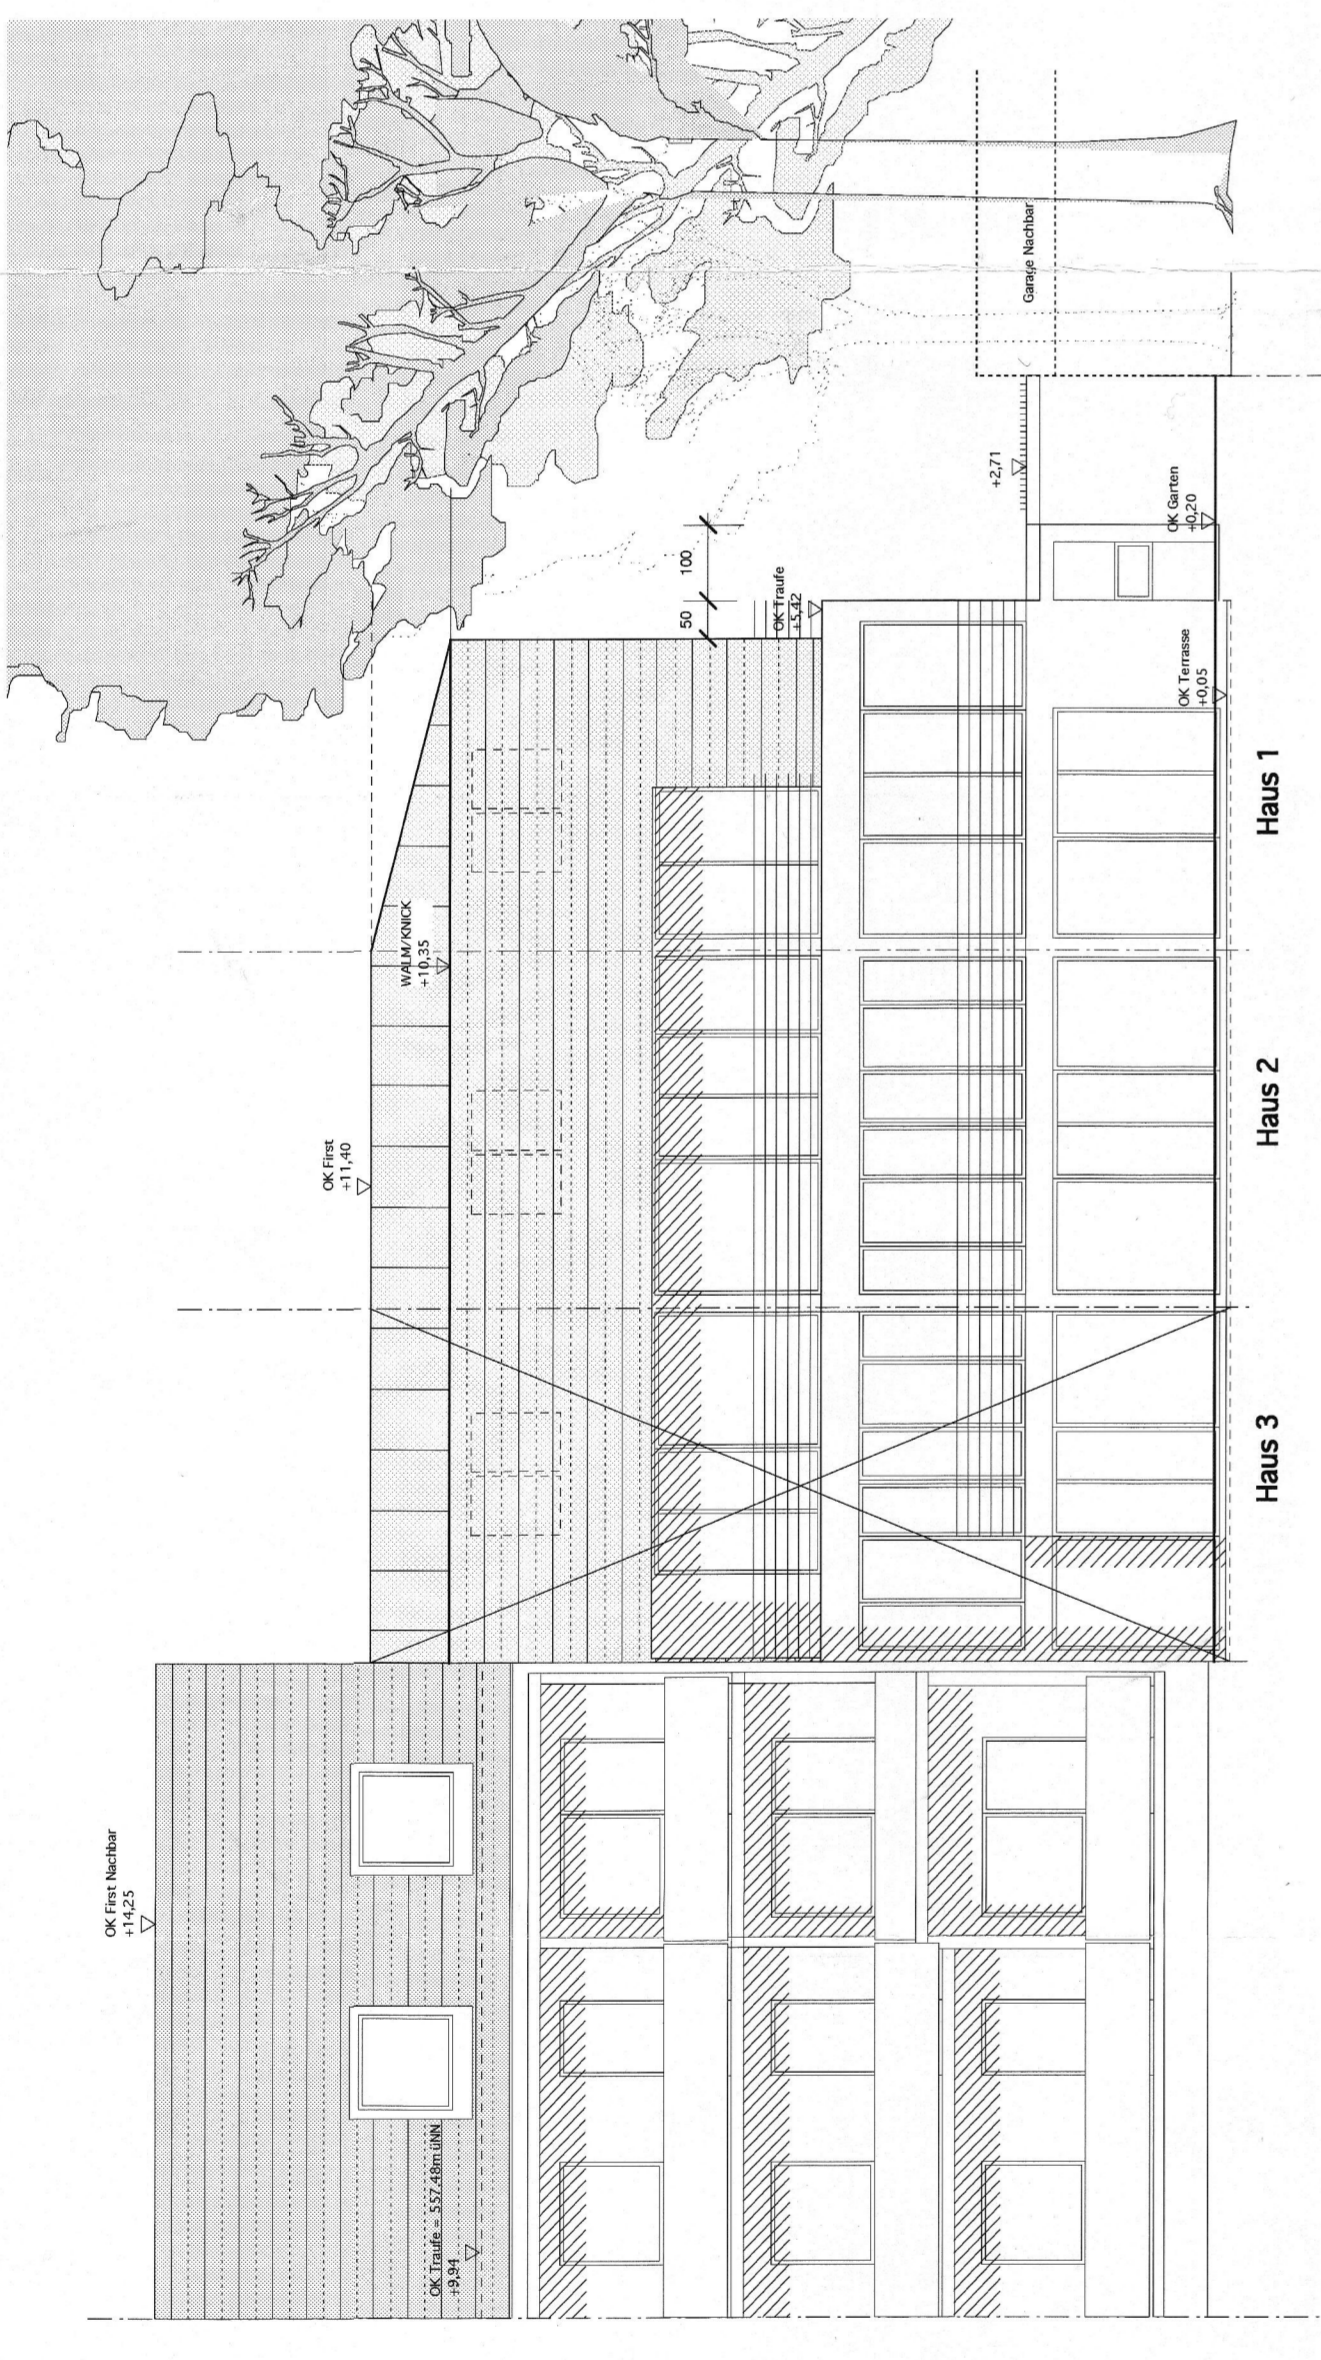 OK First Nachbar
+14,25
OK Traufe = 557.48m üNN
+9,94
OK First
+11,40
WALM/KNICK
+10,35
50
100
OK Traufe
+5,42
+2,71
Garage Nachbar
OK Garten
+0,20
OK Terrasse
+0,05
Haus 3
Haus 2
Haus 1